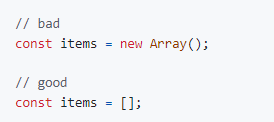 // bad
const items = new Array();
// good
const items = [];